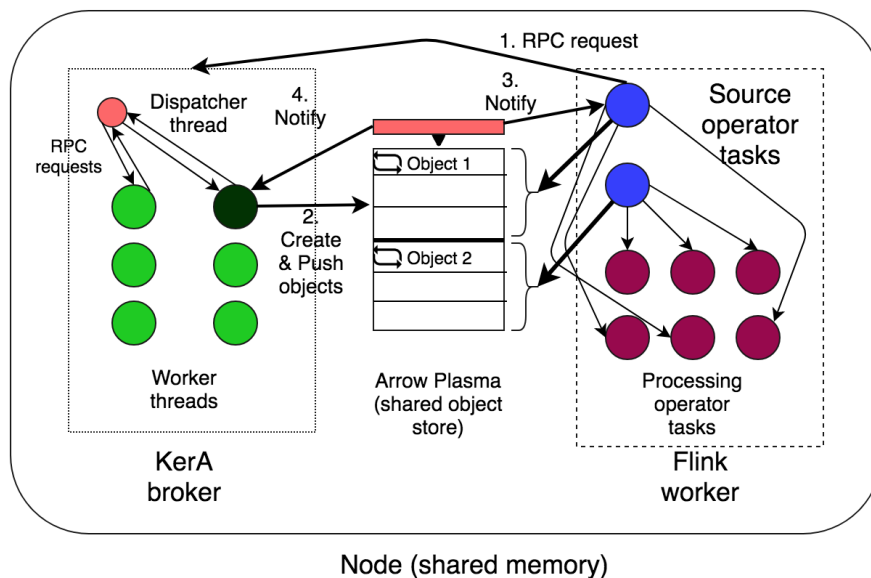 1. RPC request
4.
Notify
3.
Notify
Dispatcher
thread
RPC
requests
Source
operator
tasks
Object 1
2.
Create
& Push
objects
Object 2
Worker
threads
Arrow Plasma
(shared object
store)
Processing
operator
tasks
KerA
broker
Flink
worker
Node (shared memory)